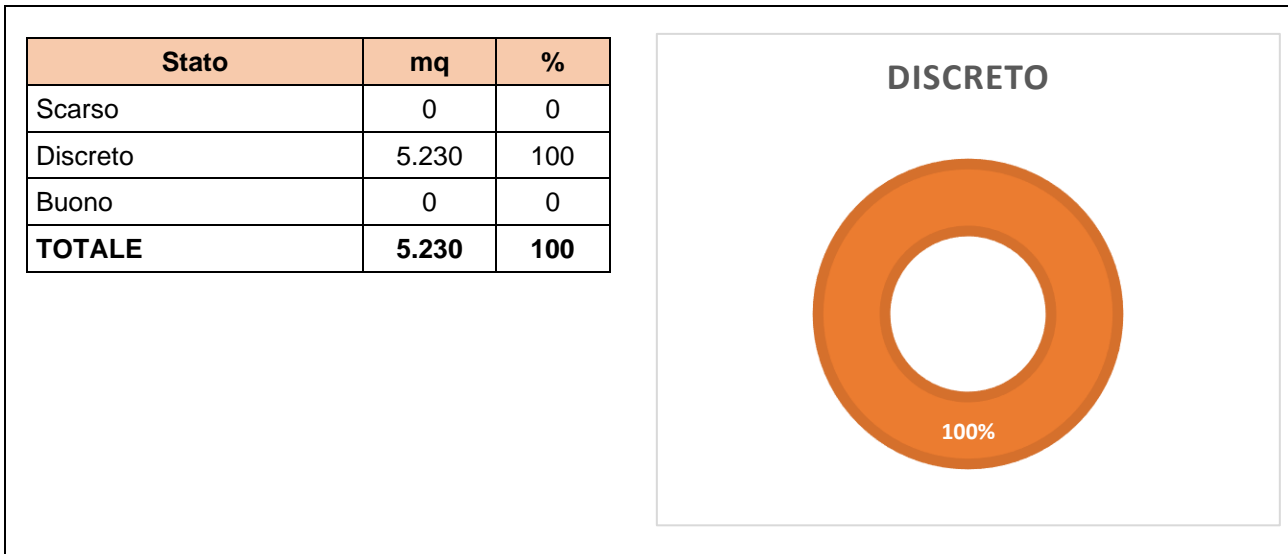 Stato mq %
Scarso 0 0
Discreto 5.230 100
Buono 0 0
TOTALE 5.230 100
DISCRETO
100%